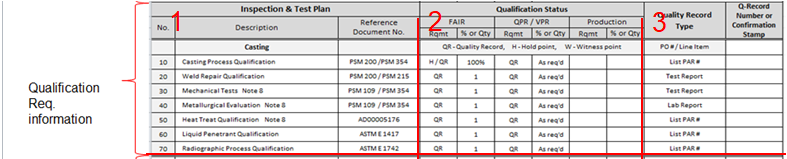 1 Inspection & Test Plan 2 Qualification Status 3 Quality Record Type Q-Record Number or Confirmation Stamp
No. Description Reference Document No. FAIR QPR / VPR Production
Rqmt % or Qty Rqmt % or Qty Rqmt % or Qty
Casting QR - Quality Record, H - Hold point, W - Witness point PO # / Line Item
10 Casting Process Qualification PSM 200 / PSM 354 H / QR 100% QR As req'd List PAR #
20 Weld Repair Qualification PSM 200 / PSM 215 QR 1 QR As req'd Test Report
30 Mechanical Tests Note 8 PSM 109 / PSM 354 QR 1 QR As req'd Test Report
40 Metallurgical Evaluation Note 8 PSM 109 / PSM 354 QR 1 QR As req'd Lab Report
50 Heat Treat Qualification Note 8 AD00005176 QR 1 QR As req'd List PAR #
60 Liquid Penetrant Qualification ASTM E 1417 QR 1 QR As req'd List PAR #
70 Radiographic Process Qualification ASTM E 1742 QR 1 QR As req'd List PAR #
Qualification
Req.
information